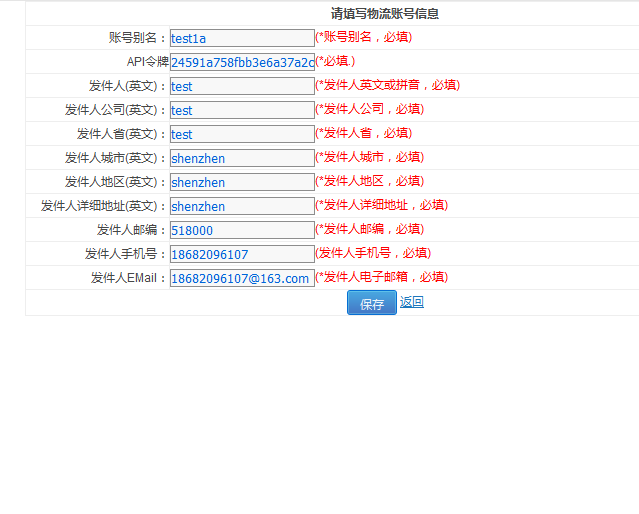 请填写物流账号信息
账号别名： test1a (*账号别名，必填)
API令牌 24591a758fbb3e6a37a2c (*必填.)
发件人(英文)： test (*发件人英文或拼音，必填)
发件人公司(英文)： test (*发件人公司，必填)
发件人省(英文)： test (*发件人省，必填)
发件人城市(英文)： shenzhen (*发件人城市，必填)
发件人地区(英文)： shenzhen (*发件人地区，必填)
发件人详细地址(英文)： shenzhen (*发件人详细地址，必填)
发件人邮编： 518000 (*发件人邮编，必填)
发件人手机号： 18682096107 (发件人手机号，必填)
发件人EMail： 18682096107@163.com (*发件人电子邮箱，必填)
保存 返回